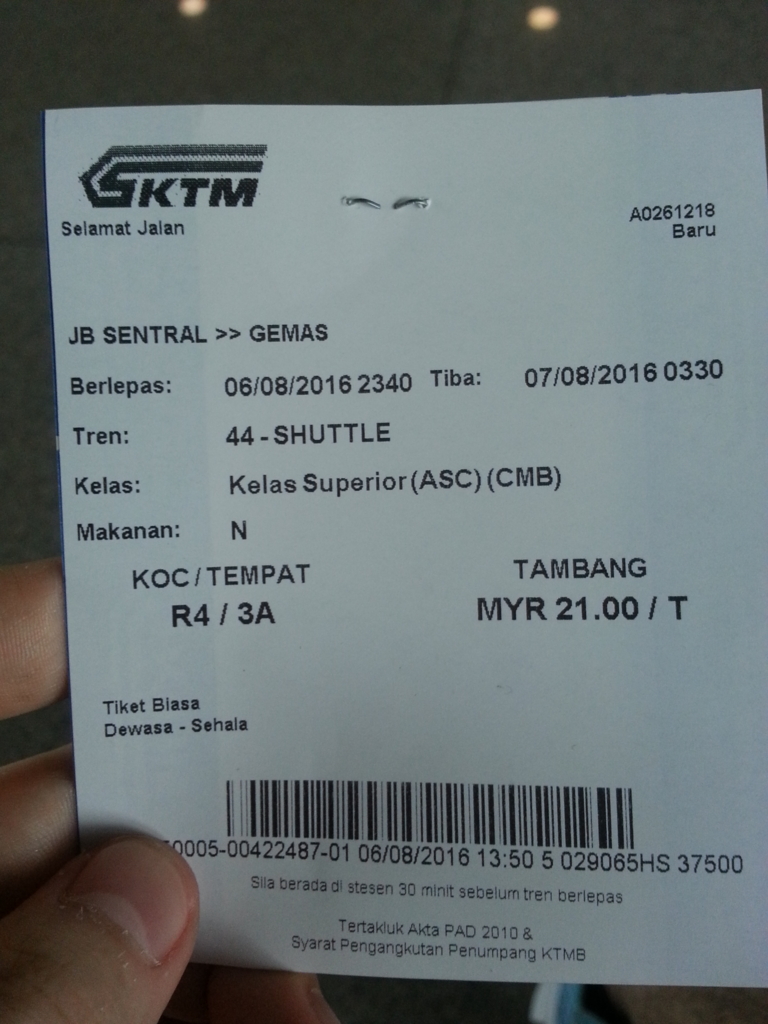 KTM
Selamat Jalan
A0261218
Baru
JB SENTRAL >> GEMAS
Berlepas: 06/08/2016 2340 Tiba: 07/08/2016 0330
Tren: 44 - SHUTTLE
Kelas: Kelas Superior (ASC) (CMB)
Makanan: N
KOC / TEMPAT TAMBANG
R4 / 3A MYR 21.00 / T
Tiket Biasa
Dewasa - Sehala
0005-00422487-01 06/08/2016 13:50 5 029065HS 37500
Sila berada di stesen 30 minit sebelum tren berlepas
Tertakluk Akta PAD 2010 &
Syarat Pengangkutan Penumpang KTMB